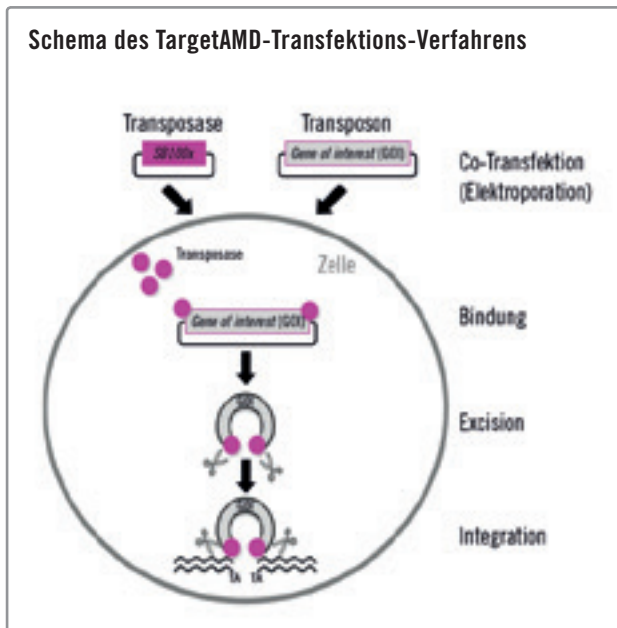 Schema des TargetAMD-Transfektions-Verfahrens
Transposase
Transposon
SB100x
Gene of interest (GOI)
Co-Transfektion
(Elektroporation)
Transposase
Zelle
Gene of interest (GOI)
Bindung
GOI
Excision
GOI
Integration
TA TA